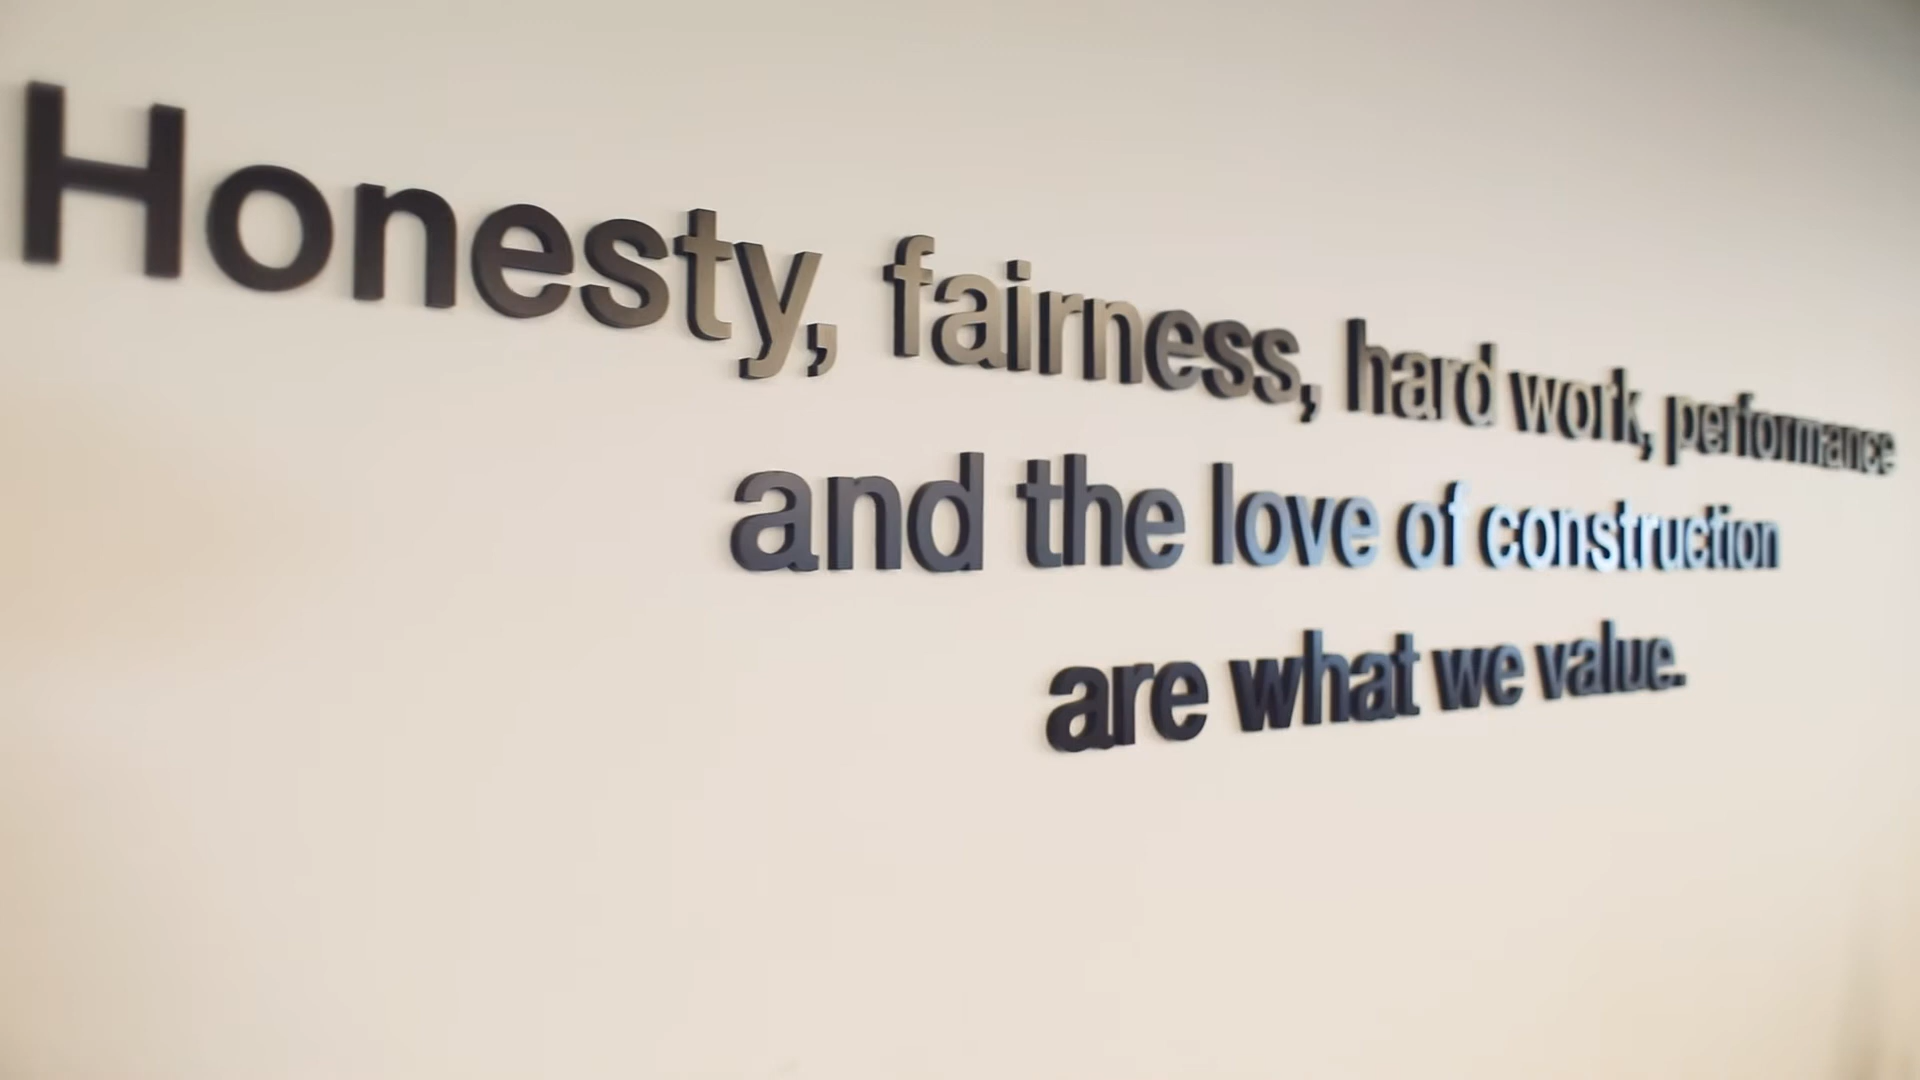 Honesty, fairness, hard work, performance
and the love of construction
are what we value.